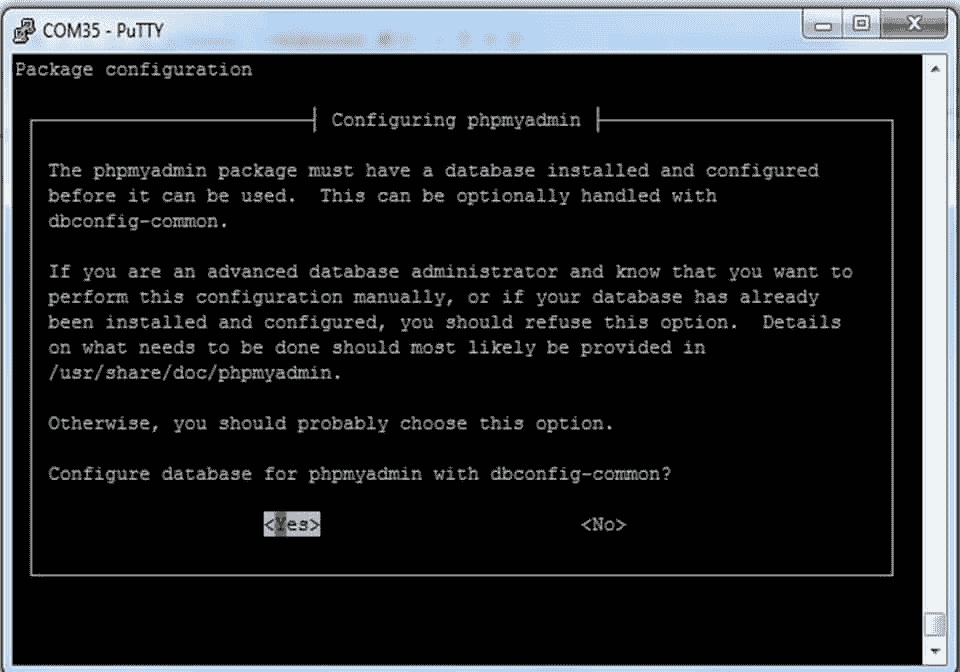 COM35 - PuTTY
Package configuration
Configuring phpmyadmin
The phpmyadmin package must have a database installed and configured
before it can be used.  This can be optionally handled with
dbconfig-common.
If you are an advanced database administrator and know that you want to
perform this configuration manually, or if your database has already
been installed and configured, you should refuse this option.  Details
on what needs to be done should most likely be provided in
/usr/share/doc/phpmyadmin.
Otherwise, you should probably choose this option.
Configure database for phpmyadmin with dbconfig-common?
<Yes> <No>